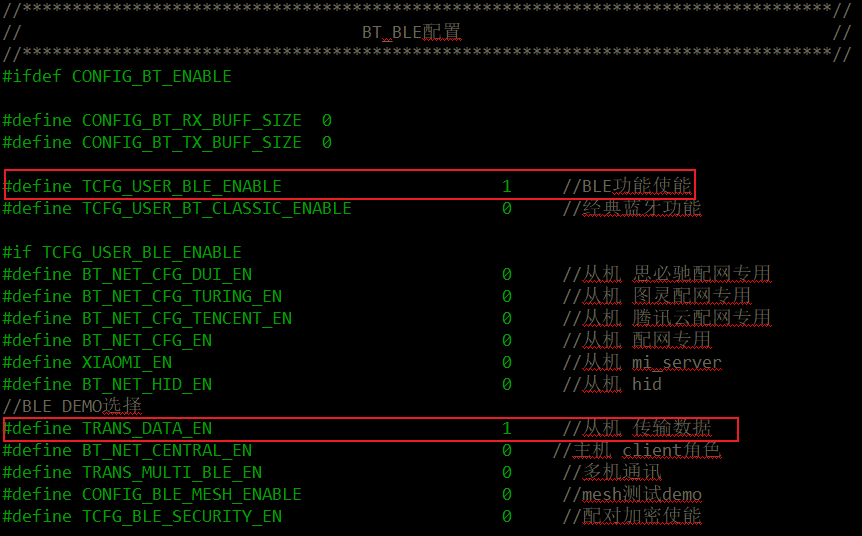 //*********************************************************************************//
//                                  BT_BLE配置                                     //
//*********************************************************************************//
#ifdef CONFIG_BT_ENABLE
#define CONFIG_BT_RX_BUFF_SIZE  0
#define CONFIG_BT_TX_BUFF_SIZE  0
#define TCFG_USER_BLE_ENABLE                      1     //BLE功能使能
#define TCFG_USER_BT_CLASSIC_ENABLE               0     //经典蓝牙功能
#if TCFG_USER_BLE_ENABLE
#define BT_NET_CFG_DUI_EN                         0     //从机 思必驰配网专用
#define BT_NET_CFG_TURING_EN                      0     //从机 图灵配网专用
#define BT_NET_CFG_TENCENT_EN                     0     //从机 腾讯云配网专用
#define BT_NET_CFG_EN                             0     //从机 配网专用
#define XIAOMI_EN                                 0     //从机 mi_server
#define BT_NET_HID_EN                             0     //从机 hid
//BLE DEMO选择
#define TRANS_DATA_EN                             1     //从机 传输数据
#define BT_NET_CENTRAL_EN                         0    //主机 client角色
#define TRANS_MULTI_BLE_EN                        0     //多机通讯
#define CONFIG_BLE_MESH_ENABLE                    0     //mesh测试demo
#define TCFG_BLE_SECURITY_EN                      0     //配对加密使能